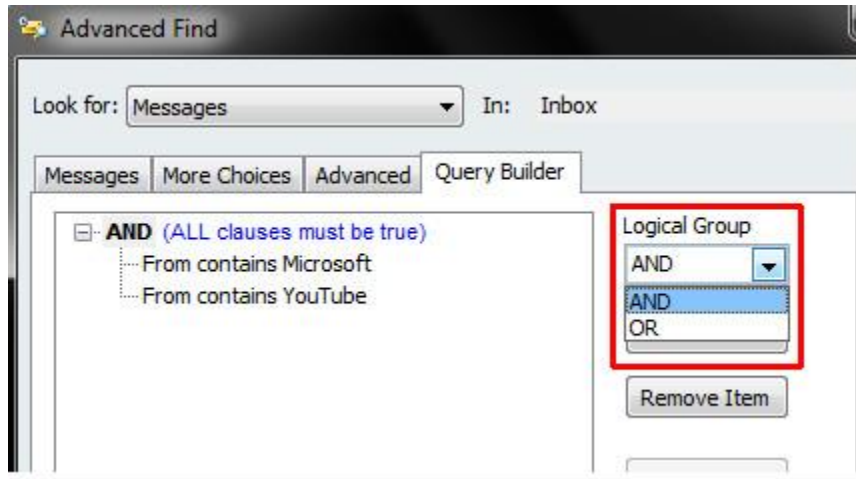 Advanced Find
Look for: Messages In: Inbox
Messages More Choices Advanced Query Builder
AND (ALL clauses must be true)
From contains Microsoft
From contains YouTube
Logical Group
AND
AND
OR
Remove Item